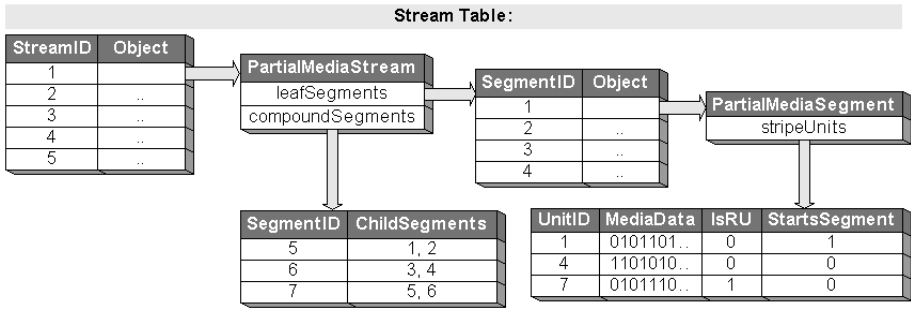 Stream Table:
StreamID Object
1
2 ..
3 ..
4 ..
5 ..
PartialMediaStream
leafSegments
compoundSegments
SegmentID Object
1
2 ..
3 ..
4 ..
PartialMediaSegment
stripeUnits
SegmentID ChildSegments
5 1, 2
6 3, 4
7 5, 6
UnitID MediaData IsRU StartsSegment
1 0101101.. 0 1
4 1101010.. 0 0
7 0101110.. 1 0